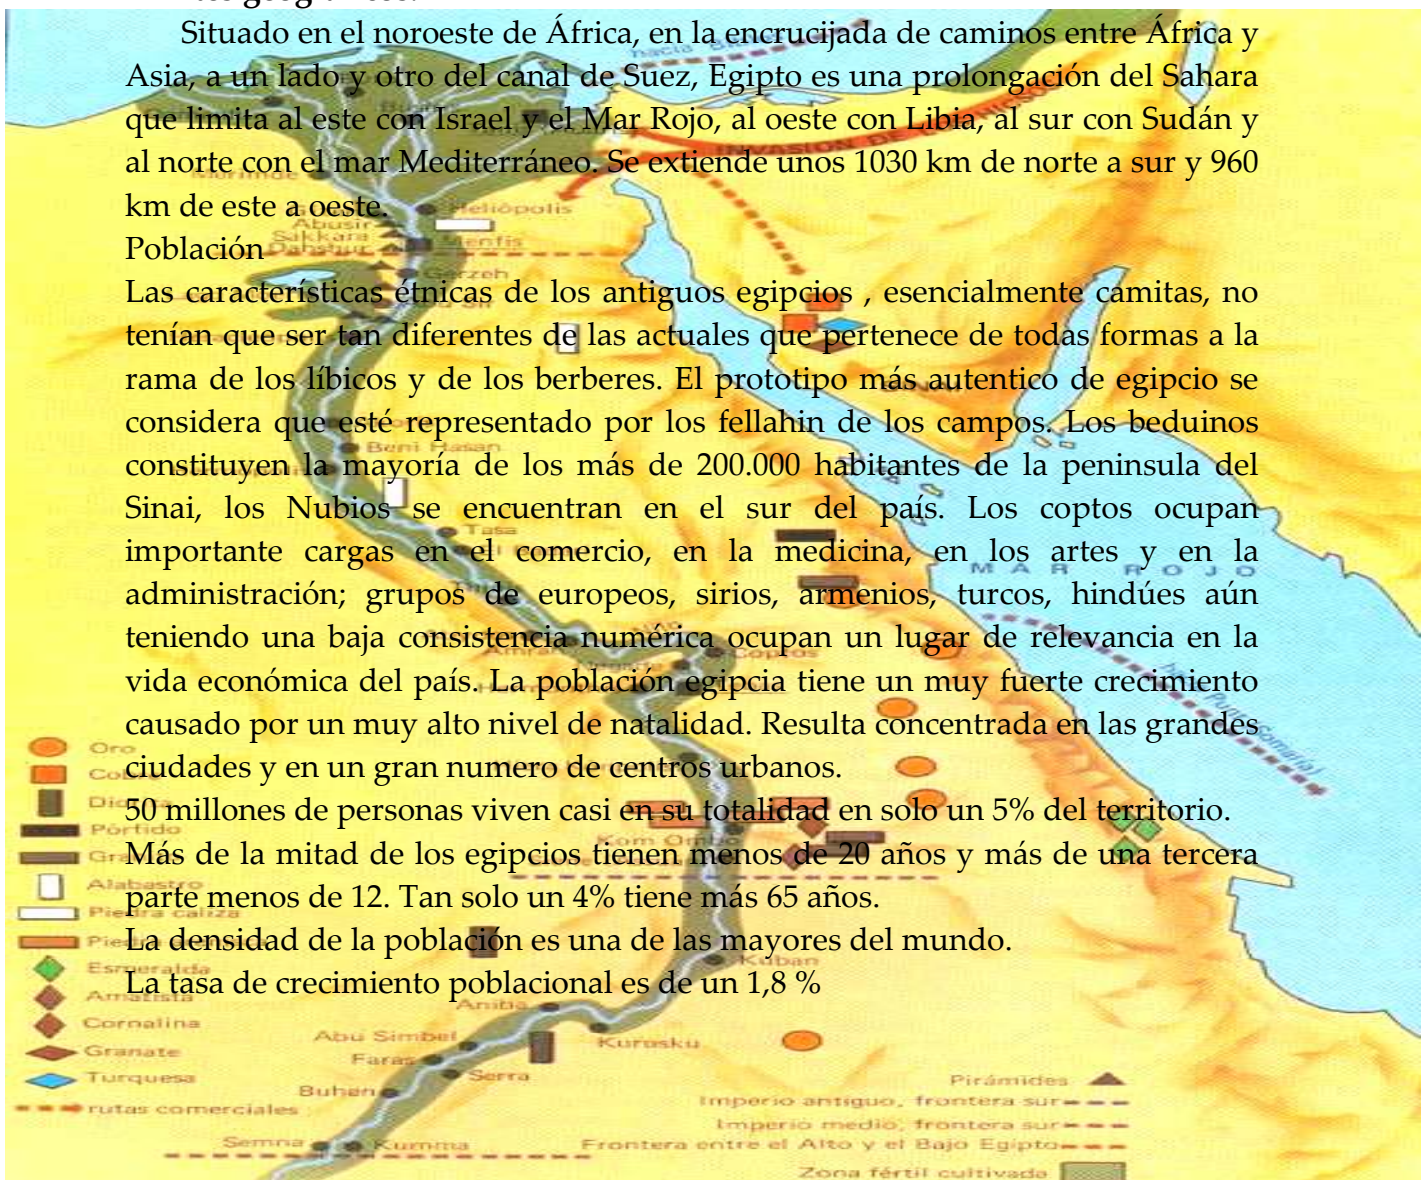 Situado en el noroeste de África, en la encrucijada de caminos entre África y
Asia, a un lado y otro del canal de Suez, Egipto es una prolongación del Sahara
que limita al este con Israel y el Mar Rojo, al oeste con Libia, al sur con Sudán y
al norte con el mar Mediterráneo. Se extiende unos 1030 km de norte a sur y 960
km de este a oeste.
Población
Las características étnicas de los antiguos egipcios , esencialmente camitas, no
tenían que ser tan diferentes de las actuales que pertenece de todas formas a la
rama de los líbicos y de los berberes. El prototipo más autentico de egipcio se
considera que esté representado por los fellahin de los campos. Los beduinos
constituyen la mayoría de los más de 200.000 habitantes de la peninsula del
Sinai, los Nubios se encuentran en el sur del país. Los coptos ocupan
importante cargas en el comercio, en la medicina, en los artes y en la
administración; grupos de europeos, sirios, armenios, turcos, hindúes aún
teniendo una baja consistencia numérica ocupan un lugar de relevancia en la
vida económica del país. La población egipcia tiene un muy fuerte crecimiento
causado por un muy alto nivel de natalidad. Resulta concentrada en las grandes
ciudades y en un gran numero de centros urbanos.
50 millones de personas viven casi en su totalidad en solo un 5% del territorio.
Más de la mitad de los egipcios tienen menos de 20 años y más de una tercera
parte menos de 12. Tan solo un 4% tiene más 65 años.
La densidad de la población es una de las mayores del mundo.
La tasa de crecimiento poblacional es de un 1,8 %
INVASION DE
Heliópolis
Abusir
Sakkara
Menfis
Dahshur
Gerzeh
Beni Hasan
Tasa
MAR ROJO
Coptos
Kom Ombo
Kuban
Aniba
Abu Simbel
Kurusku
Faras
Serra
Buhen
Semna
Kumma
Oro
Cobre
Diorita
Pórfido
Granito
Alabastro
Piedra caliza
Piedra
Esmeralda
Amatista
Cornalina
Granate
Turquesa
rutas comerciales
Pirámides
Imperio antiguo, frontera sur
Imperio medio, frontera sur
Frontera entre el Alto y el Bajo Egipto
Zona fértil cultivada